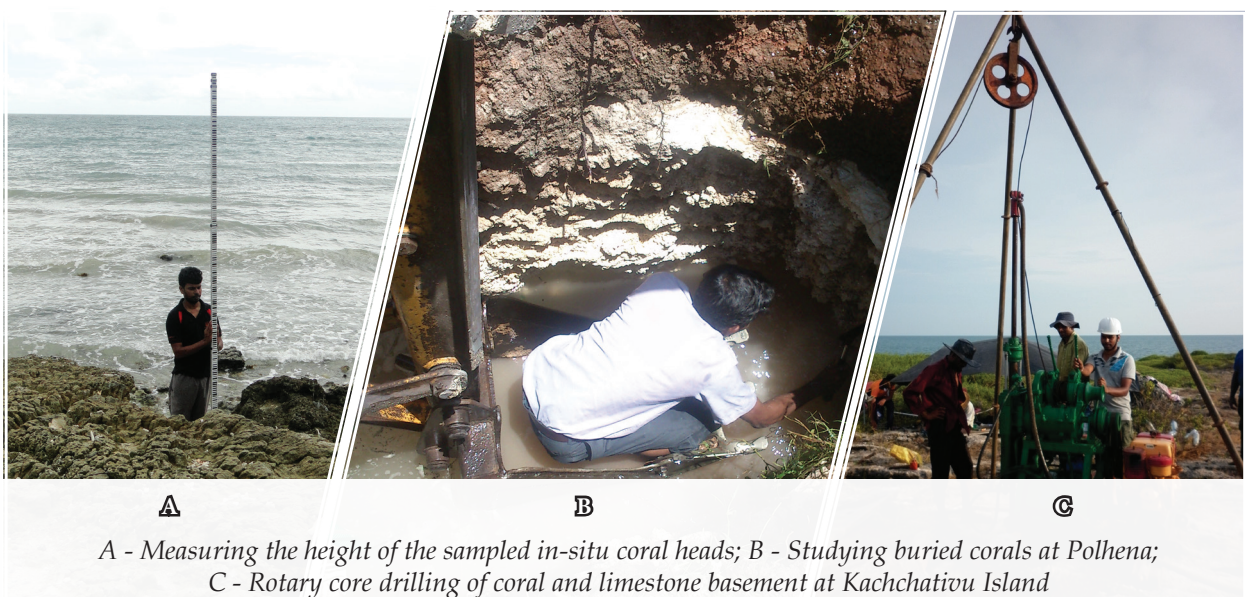 A B C
A - Measuring the height of the sampled in-situ coral heads; B - Studying buried corals at Polhena;
C - Rotary core drilling of coral and limestone basement at Kachchativu Island